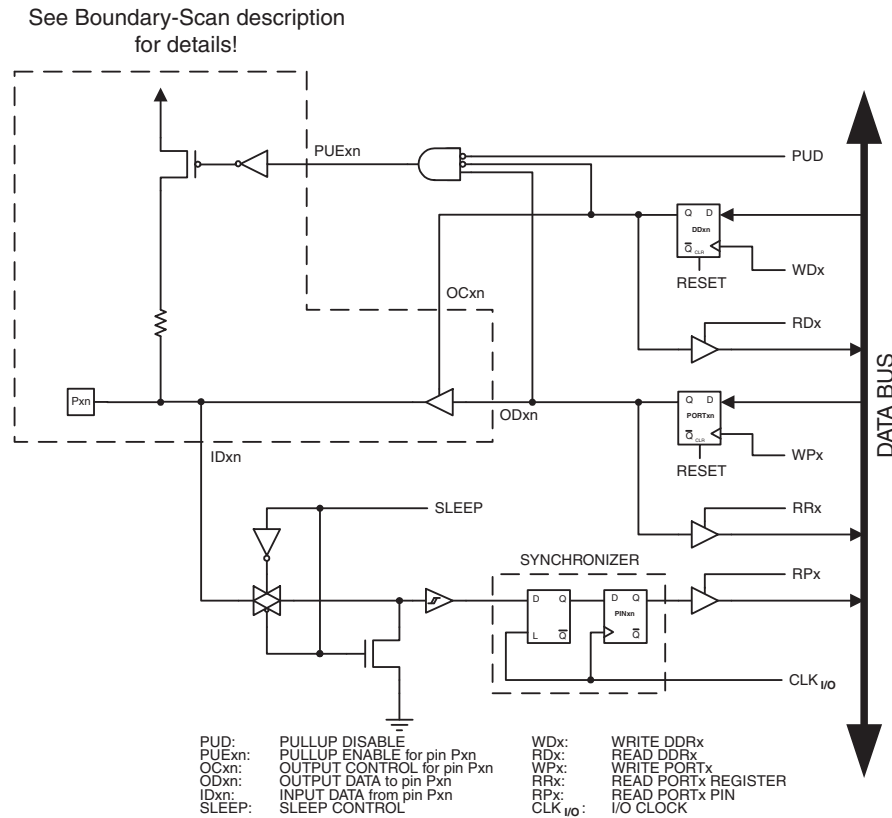 See Boundary-Scan description
for details!
PUExn
PUD
Q D
DDxn
Q CLR
WDx
RESET
OCxn
RDx
Pxn
ODxn
Q D
PORTxn
Q CLR
WPx
RESET
IDxn
DATA BUS
SLEEP
RRx
SYNCHRONIZER
RPx
D Q
L Q
D Q
PINxn
Q
CLK I/O
PUD: PULLUP DISABLE
PUExn: PULLUP ENABLE for pin Pxn
OCxn: OUTPUT CONTROL for pin Pxn
ODxn: OUTPUT DATA to pin Pxn
IDxn: INPUT DATA from pin Pxn
SLEEP: SLEEP CONTROL
WDx: WRITE DDRx
RDx: READ DDRx
WPx: WRITE PORTx
RRx: READ PORTx REGISTER
RPx: READ PORTx PIN
CLK I/O: I/O CLOCK